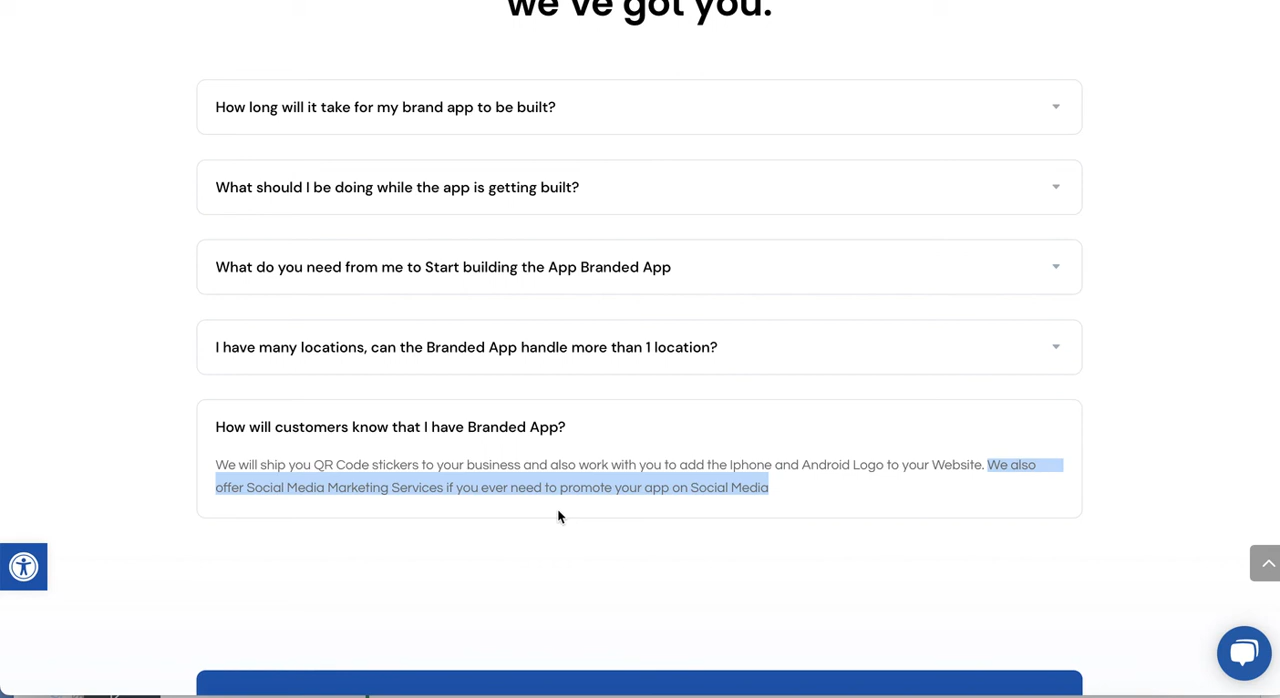 we've got you.
How long will it take for my brand app to be built?
What should I be doing while the app is getting built?
What do you need from me to Start building the App Branded App
I have many locations, can the Branded App handle more than 1 location?
How will customers know that I have Branded App?
We will ship you QR Code stickers to your business and also work with you to add the Iphone and Android Logo to your Website. We also
offer Social Media Marketing Services if you ever need to promote your app on Social Media